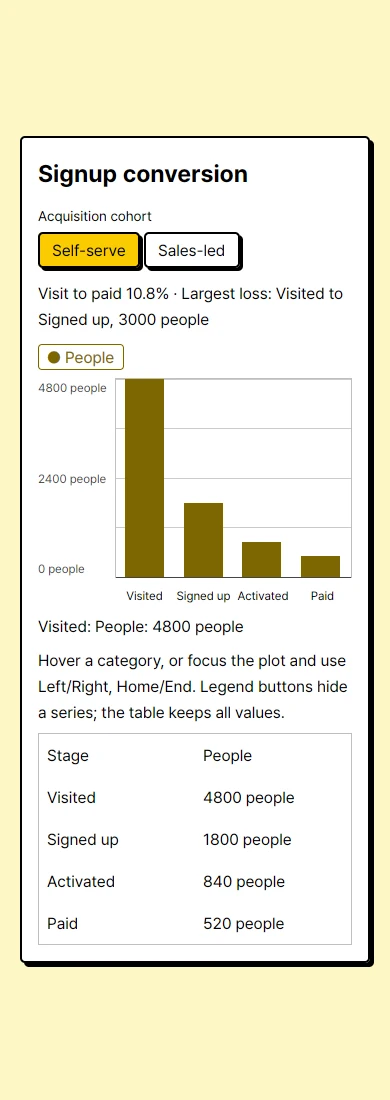 Signup conversion
Acquisition cohort
Self-serve
Sales-led
Visit to paid 10.8% · Largest loss: Visited to
Signed up, 3000 people
People
4800 people
2400 people
0 people
Visited Signed up Activated Paid
Visited: People: 4800 people
Hover a category, or focus the plot and use
Left/Right, Home/End. Legend buttons hide
a series; the table keeps all values.
Stage People
Visited 4800 people
Signed up 1800 people
Activated 840 people
Paid 520 people